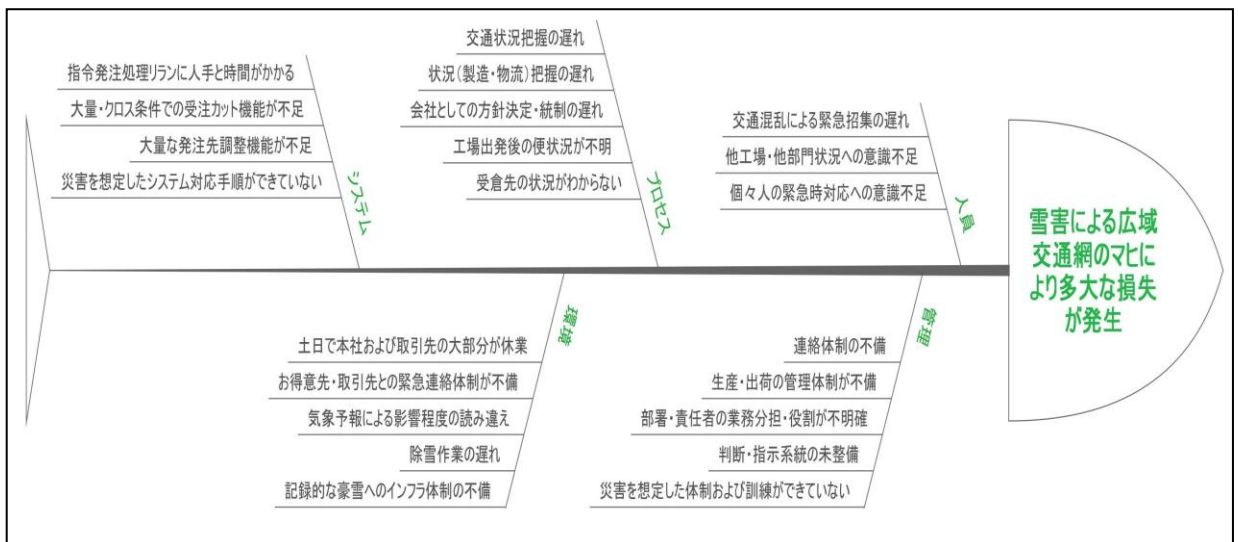 指令発注処理リランに人手と時間がかかる
大量・クロス条件での受注カット機能が不足
大量な発注先調整機能が不足
災害を想定したシステム対応手順ができていない
システム
交通状況把握の遅れ
状況(製造・物流)把握の遅れ
会社としての方針決定・統制の遅れ
工場出発後の便状況が不明
受倉先の状況がわからない
プロセス
交通混乱による緊急招集の遅れ
他工場・他部門状況への意識不足
個々人の緊急時対応への意識不足
人員
雪害による広域
交通網のマヒに
より多大な損失
が発生
環境
土日で本社および取引先の大部分が休業
お得意先・取引先との緊急連絡体制が不備
気象予報による影響程度の読み違え
除雪作業の遅れ
記録的な豪雪へのインフラ体制の不備
管理
連絡体制の不備
生産・出荷の管理体制が不備
部署・責任者の業務分担・役割が不明確
判断・指示系統の未整備
災害を想定した体制および訓練ができていない